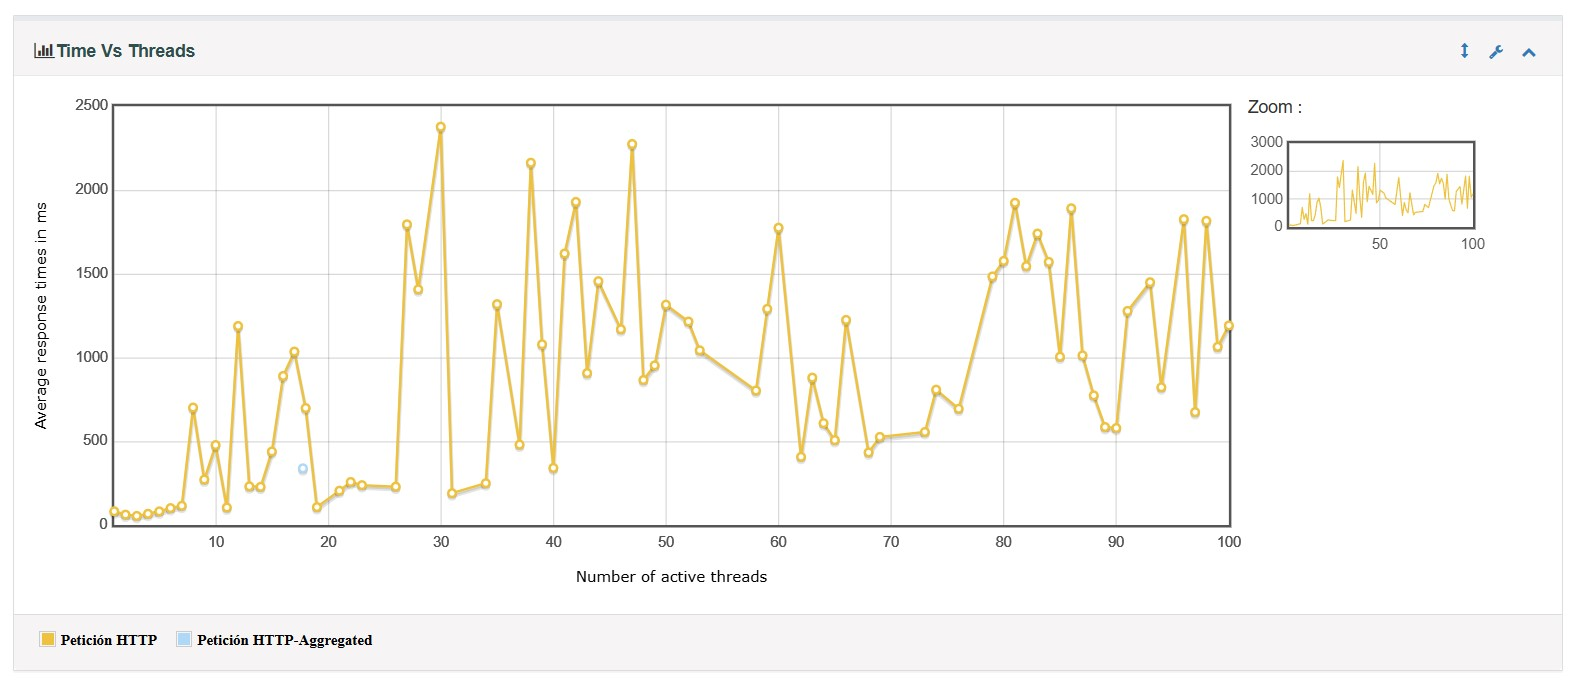 Time Vs Threads
2500
2000
1500
1000
500
0
Average response times in ms
10 20 30 40 50 60 70 80 90 100
Number of active threads
Zoom :
3000
2000
1000
0
50 100
Petición HTTP Petición HTTP-Aggregated